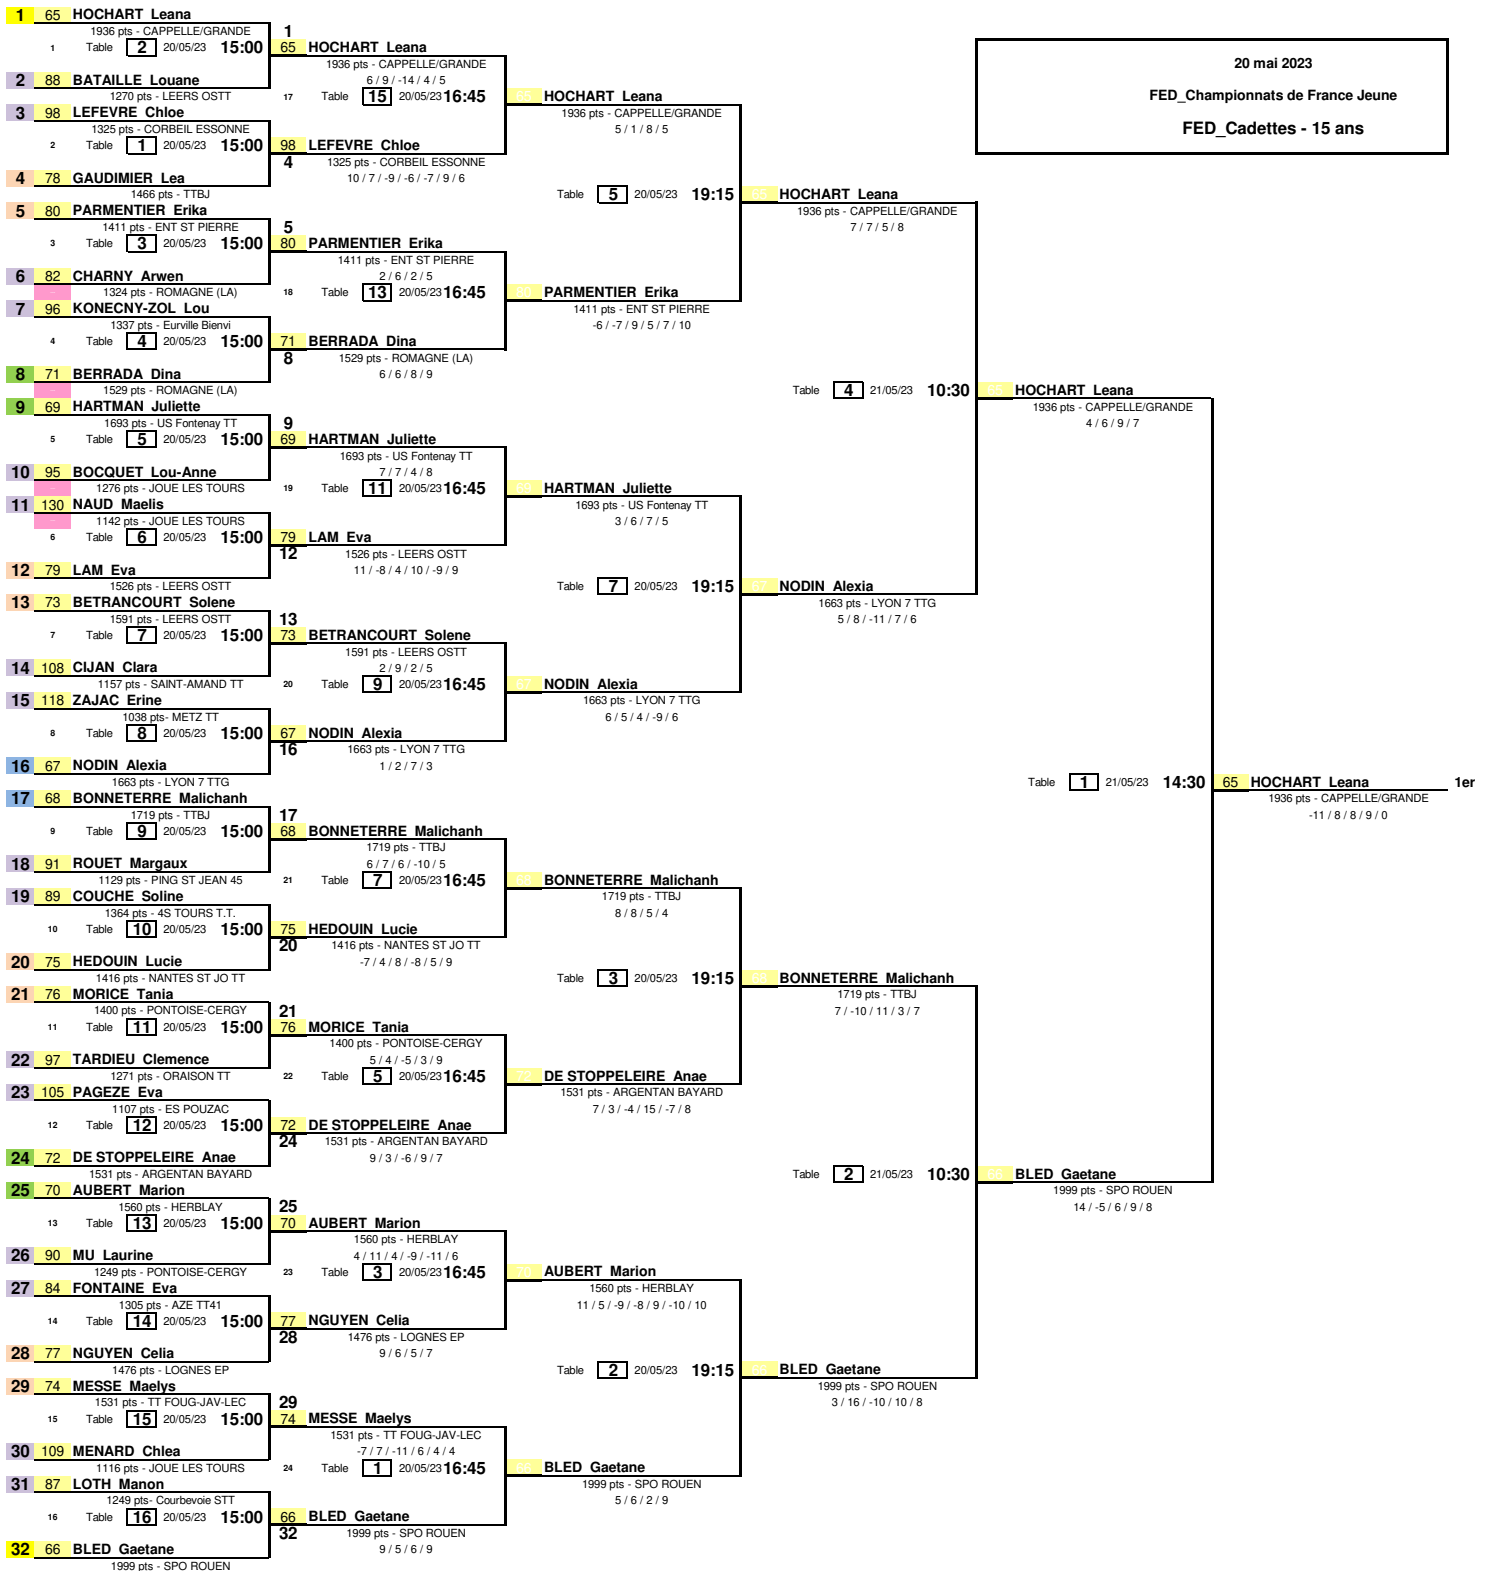 20 mai 2023
FED_Championnats de France Jeune
FED_Cadettes - 15 ans
1 65 HOCHART Leana
1936 pts - CAPPELLE/GRANDE
1 Table 2 20/05/23 15:00
2 88 BATAILLE Louane
1270 pts - LEERS OSTT
3 98 LEFEVRE Chloe
1325 pts - CORBEIL ESSONNE
2 Table 1 20/05/23 15:00
4 78 GAUDIMIER Lea
1466 pts - TTBJ
5 80 PARMENTIER Erika
1411 pts - ENT ST PIERRE
3 Table 3 20/05/23 15:00
6 82 CHARNY Arwen
1324 pts - ROMAGNE (LA)
7 96 KONECNY-ZOL Lou
1337 pts - Eurville Bienvi
4 Table 4 20/05/23 15:00
8 71 BERRADA Dina
1529 pts - ROMAGNE (LA)
9 69 HARTMAN Juliette
1693 pts - US Fontenay TT
5 Table 5 20/05/23 15:00
10 95 BOCQUET Lou-Anne
1276 pts - JOUE LES TOURS
11 130 NAUD Maelis
1142 pts - JOUE LES TOURS
6 Table 6 20/05/23 15:00
12 79 LAM Eva
1526 pts - LEERS OSTT
13 73 BETRANCOURT Solene
1591 pts - LEERS OSTT
7 Table 7 20/05/23 15:00
14 108 CIJAN Clara
1157 pts - SAINT-AMAND TT
15 118 ZAJAC Erine
1038 pts- METZ TT
8 Table 8 20/05/23 15:00
16 67 NODIN Alexia
1663 pts - LYON 7 TTG
17 68 BONNETERRE Malichanh
1719 pts - TTBJ
9 Table 9 20/05/23 15:00
18 91 ROUET Margaux
1129 pts - PING ST JEAN 45
19 89 COUCHE Soline
1364 pts - 4S TOURS T.T.
10 Table 10 20/05/23 15:00
20 75 HEDOUIN Lucie
1416 pts - NANTES ST JO TT
21 76 MORICE Tania
1400 pts - PONTOISE-CERGY
11 Table 11 20/05/23 15:00
22 97 TARDIEU Clemence
1271 pts - ORAISON TT
23 105 PAGEZE Eva
1107 pts - ES POUZAC
12 Table 12 20/05/23 15:00
24 72 DE STOPPELEIRE Anae
1531 pts - ARGENTAN BAYARD
25 70 AUBERT Marion
1560 pts - HERBLAY
13 Table 13 20/05/23 15:00
26 90 MU Laurine
1249 pts - PONTOISE-CERGY
27 84 FONTAINE Eva
1305 pts - AZE TT41
14 Table 14 20/05/23 15:00
28 77 NGUYEN Celia
1476 pts - LOGNES EP
29 74 MESSE Maelys
1531 pts - TT FOUG-JAV-LEC
15 Table 15 20/05/23 15:00
30 109 MENARD Chlea
1116 pts - JOUE LES TOURS
31 87 LOTH Manon
1249 pts- Courbevoie STT
16 Table 16 20/05/23 15:00
32 66 BLED Gaetane
1999 pts - SPO ROUEN
1
65 HOCHART Leana
1936 pts - CAPPELLE/GRANDE
6 / 9 / -14 / 4 / 5
17 Table 15 20/05/23 16:45
98 LEFEVRE Chloe
4 1325 pts - CORBEIL ESSONNE
10 / 7 / -9 / -6 / -7 / 9 / 6
5
80 PARMENTIER Erika
1411 pts - ENT ST PIERRE
2 / 6 / 2 / 5
18 Table 13 20/05/23 16:45
71 BERRADA Dina
8 1529 pts - ROMAGNE (LA)
6 / 6 / 8 / 9
9
69 HARTMAN Juliette
1693 pts - US Fontenay TT
7 / 7 / 4 / 8
19 Table 11 20/05/23 16:45
79 LAM Eva
12 1526 pts - LEERS OSTT
11 / -8 / 4 / 10 / -9 / 9
13
73 BETRANCOURT Solene
1591 pts - LEERS OSTT
2 / 9 / 2 / 5
20 Table 9 20/05/23 16:45
67 NODIN Alexia
16 1663 pts - LYON 7 TTG
1 / 2 / 7 / 3
17
68 BONNETERRE Malichanh
1719 pts - TTBJ
6 / 7 / 6 / -10 / 5
21 Table 7 20/05/23 16:45
75 HEDOUIN Lucie
20 1416 pts - NANTES ST JO TT
-7 / 4 / 8 / -8 / 5 / 9
21
76 MORICE Tania
1400 pts - PONTOISE-CERGY
5 / 4 / -5 / 3 / 9
22 Table 5 20/05/23 16:45
72 DE STOPPELEIRE Anae
24 1531 pts - ARGENTAN BAYARD
9 / 3 / -6 / 9 / 7
25
70 AUBERT Marion
1560 pts - HERBLAY
4 / 11 / 4 / -9 / -11 / 6
23 Table 3 20/05/23 16:45
77 NGUYEN Celia
28 1476 pts - LOGNES EP
9 / 6 / 5 / 7
29
74 MESSE Maelys
1531 pts - TT FOUG-JAV-LEC
-7 / 7 / -11 / 6 / 4 / 4
24 Table 1 20/05/23 16:45
66 BLED Gaetane
32 1999 pts - SPO ROUEN
9 / 5 / 6 / 9
HOCHART Leana
1936 pts - CAPPELLE/GRANDE
5 / 1 / 8 / 5
Table 5 20/05/23 19:15
PARMENTIER Erika
1411 pts - ENT ST PIERRE
-6 / -7 / 9 / 5 / 7 / 10
HARTMAN Juliette
1693 pts - US Fontenay TT
3 / 6 / 7 / 5
Table 7 20/05/23 19:15
NODIN Alexia
1663 pts - LYON 7 TTG
6 / 5 / 4 / -9 / 6
BONNETERRE Malichanh
1719 pts - TTBJ
8 / 8 / 5 / 4
Table 3 20/05/23 19:15
DE STOPPELEIRE Anae
1531 pts - ARGENTAN BAYARD
7 / 3 / -4 / 15 / -7 / 8
AUBERT Marion
1560 pts - HERBLAY
11 / 5 / -9 / -8 / 9 / -10 / 10
Table 2 20/05/23 19:15
BLED Gaetane
1999 pts - SPO ROUEN
5 / 6 / 2 / 9
HOCHART Leana
1936 pts - CAPPELLE/GRANDE
7 / 7 / 5 / 8
Table 4 21/05/23 10:30
NODIN Alexia
1663 pts - LYON 7 TTG
5 / 8 / -11 / 7 / 6
BONNETERRE Malichanh
1719 pts - TTBJ
7 / -10 / 11 / 3 / 7
Table 2 21/05/23 10:30
BLED Gaetane
1999 pts - SPO ROUEN
3 / 16 / -10 / 10 / 8
HOCHART Leana
1936 pts - CAPPELLE/GRANDE
4 / 6 / 9 / 7
Table 1 21/05/23 14:30
BLED Gaetane
1999 pts - SPO ROUEN
14 / -5 / 6 / 9 / 8
65 HOCHART Leana 1er
1936 pts - CAPPELLE/GRANDE
-11 / 8 / 8 / 9 / 0